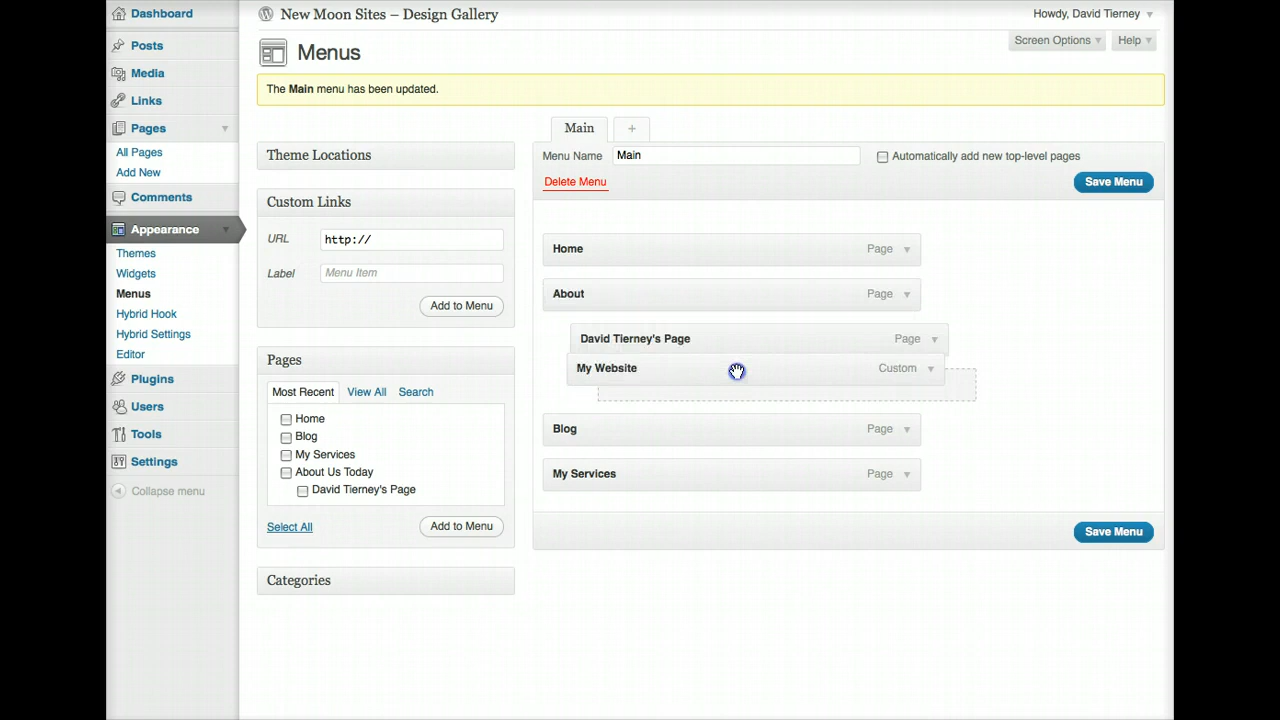 Dashboard
Posts
Media
Links
Pages
All Pages
Add New
Comments
Appearance
Themes
Widgets
Menus
Hybrid Hook
Hybrid Settings
Editor
Plugins
Users
Tools
Settings
Collapse menu
New Moon Sites – Design Gallery
Howdy, David Tierney
Screen Options
Help
Menus
The Main menu has been updated.
Theme Locations
Custom Links
URL http://
Label Menu Item
Add to Menu
Pages
Most Recent View All Search
Home
Blog
My Services
About Us Today
David Tierney's Page
Select All Add to Menu
Categories
Main +
Menu Name Main Automatically add new top-level pages
Delete Menu Save Menu
Home Page
About Page
David Tierney's Page Page
My Website Custom
Blog Page
My Services Page
Save Menu